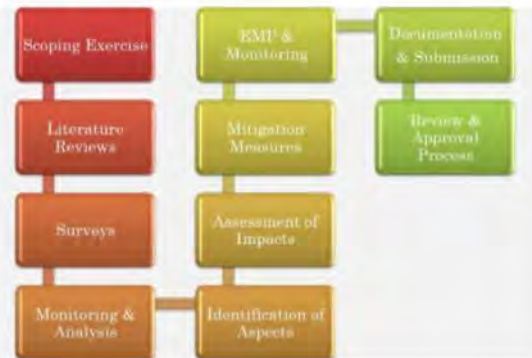 Scoping Exercise
Literature
Reviews
Surveys
Monitoring &
Analysis
Identification of
Aspects
Assessment of
Impacts
Mitigation
Measures
EMP &
Monitoring
Documentation
& Submission
Review &
Approval
Process